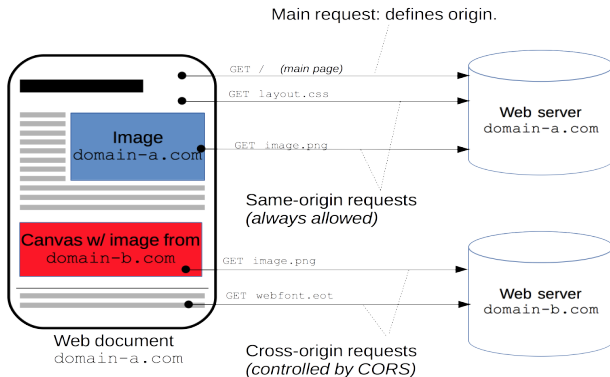 Main request: defines origin.
GET / (main page)
GET layout.css
Image
domain-a.com
GET image.png
Web server
domain-a.com
Same-origin requests
(always allowed)
Canvas w/ image from
domain-b.com
GET image.png
GET webfont.eot
Web server
domain-b.com
Web document
domain-a.com
Cross-origin requests
(controlled by CORS)